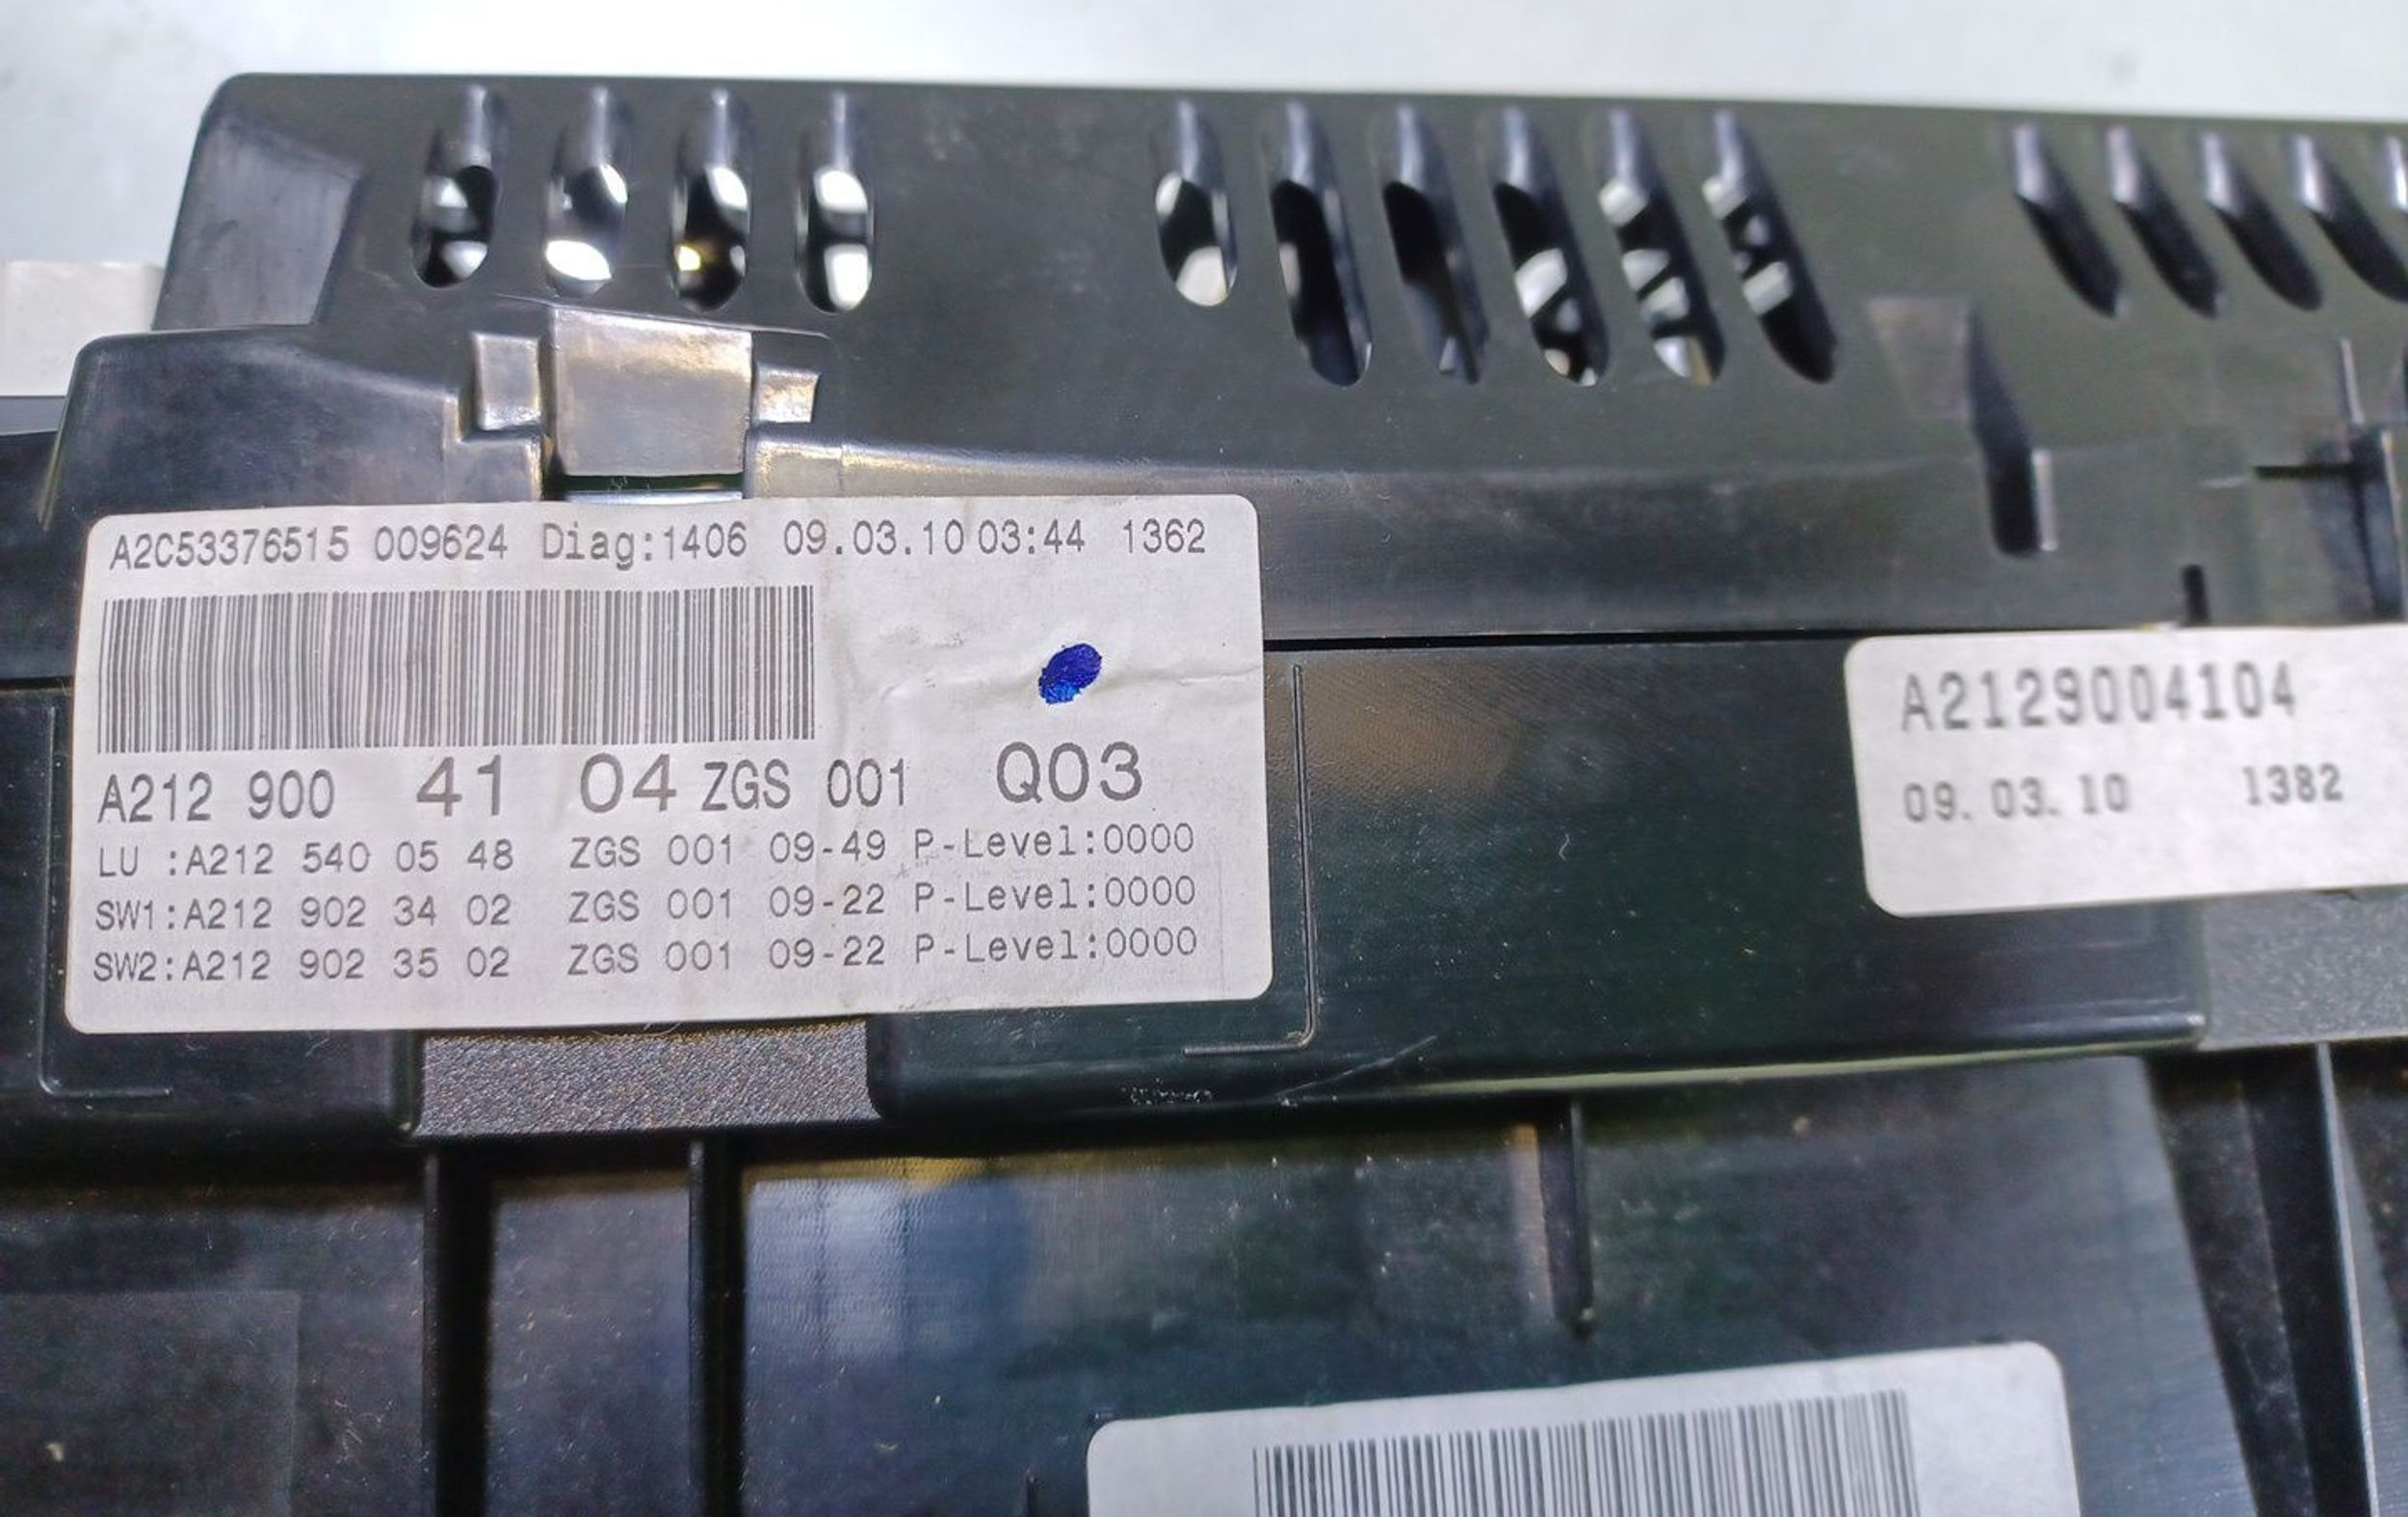 A2C53376515 009624 Diag:1406 09.03.10 03:44 1362
A212 900 41 04 ZGS 001 Q03
LU :A212 540 05 48 ZGS 001 09-49 P-Level:0000
SW1:A212 902 34 02 ZGS 001 09-22 P-Level:0000
SW2:A212 902 35 02 ZGS 001 09-22 P-Level:0000
A2129004104
09.03.10 1382